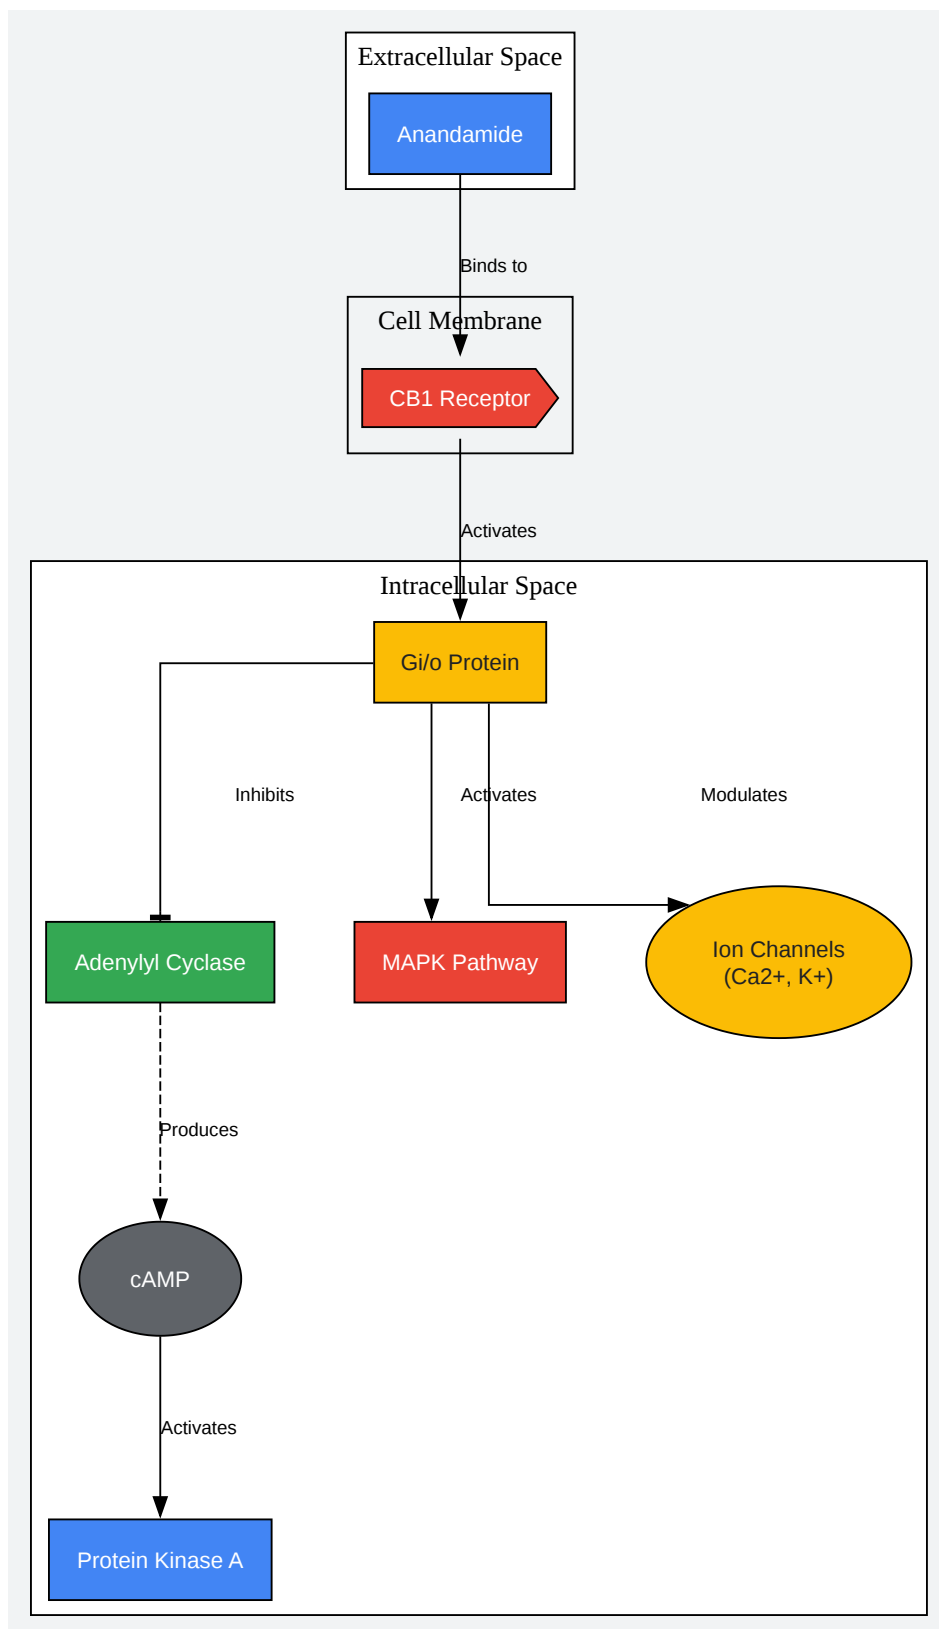 Extracellular Space
Anandamide
Binds to
Cell Membrane
CB1 Receptor
Activates
Intracellular Space
Gi/o Protein
Inhibits
Activates
Modulates
Adenylyl Cyclase
MAPK Pathway
Ion Channels
(Ca2+, K+)
Produces
cAMP
Activates
Protein Kinase A